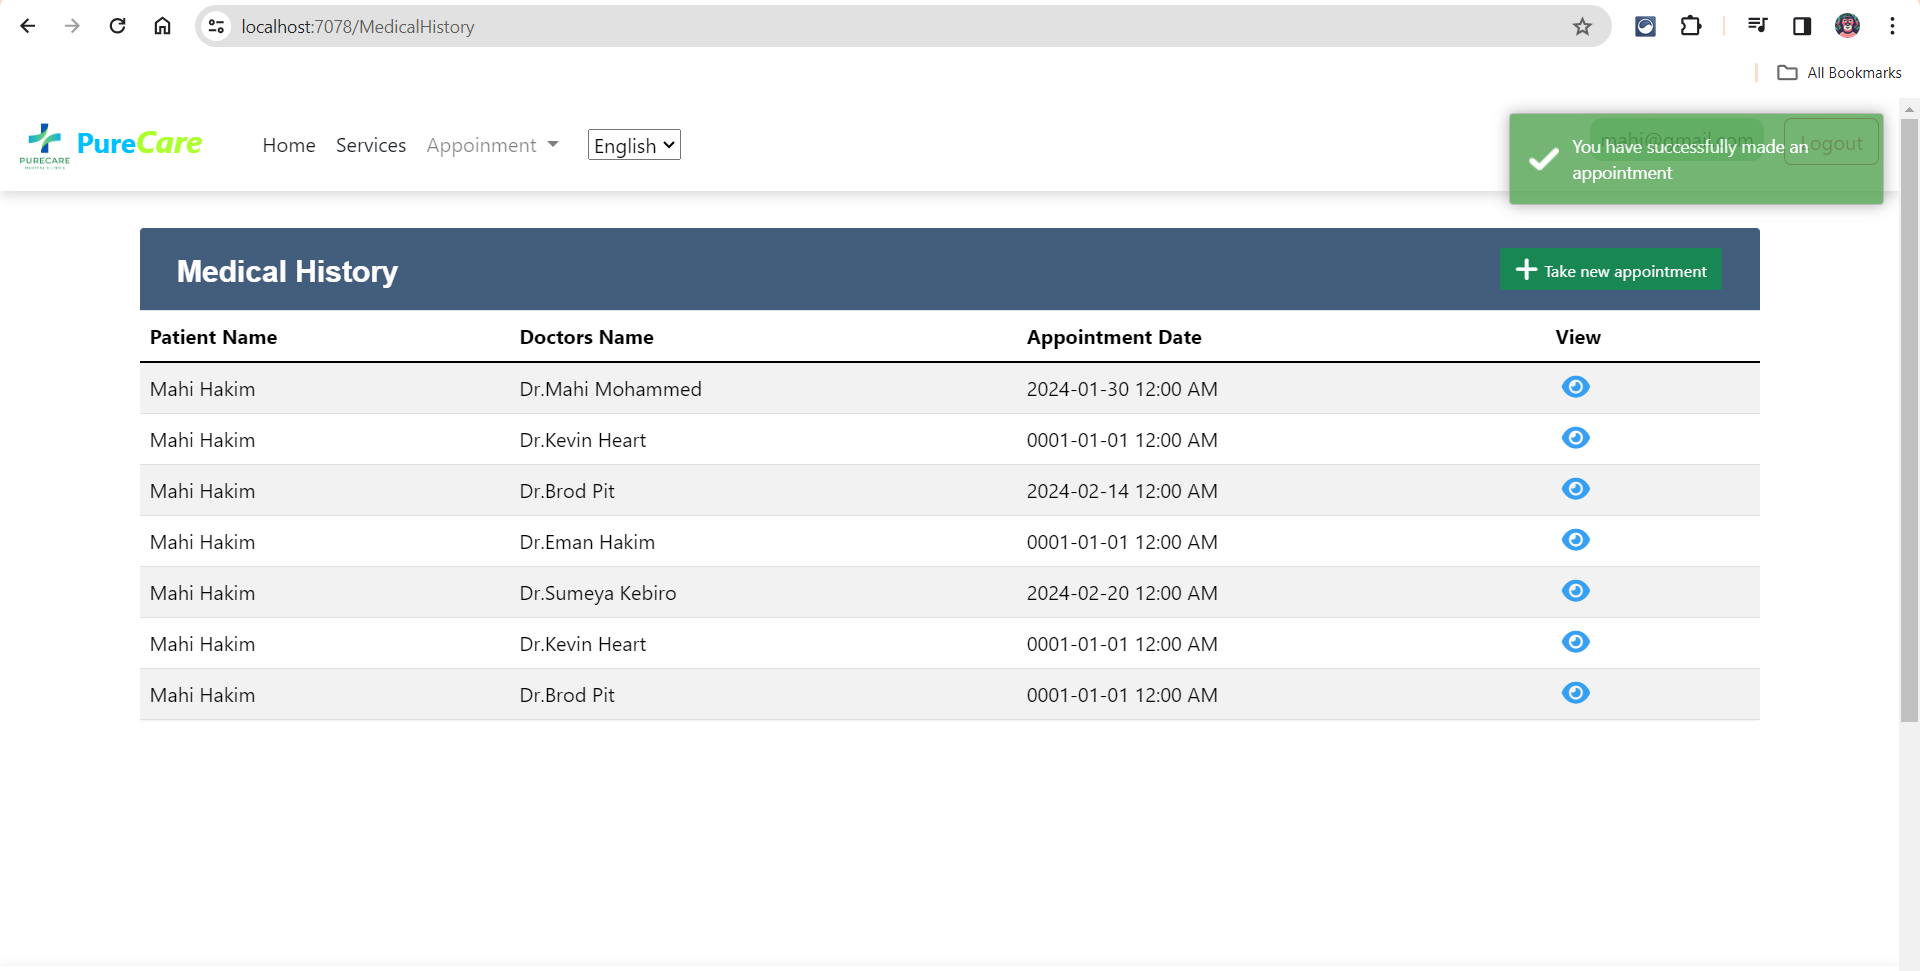 localhost:7078/MedicalHistory
All Bookmarks
PURECARE
PureCare
Home Services Appoinment English
mahi@gmail.com Logout
You have successfully made an
appointment
Medical History
Take new appointment
Patient Name Doctors Name Appointment Date View
Mahi Hakim Dr.Mahi Mohammed 2024-01-30 12:00 AM
Mahi Hakim Dr.Kevin Heart 0001-01-01 12:00 AM
Mahi Hakim Dr.Brod Pit 2024-02-14 12:00 AM
Mahi Hakim Dr.Eman Hakim 0001-01-01 12:00 AM
Mahi Hakim Dr.Sumeya Kebiro 2024-02-20 12:00 AM
Mahi Hakim Dr.Kevin Heart 0001-01-01 12:00 AM
Mahi Hakim Dr.Brod Pit 0001-01-01 12:00 AM